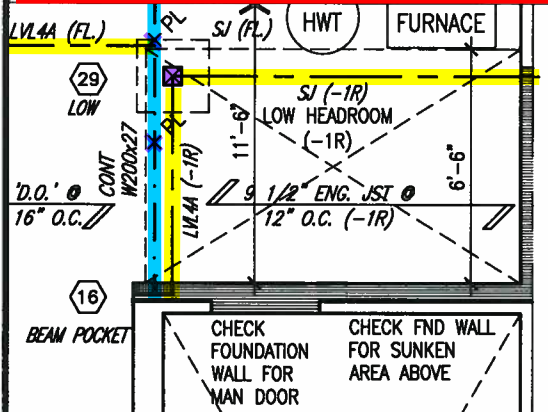 LVL4A (FL.)
PL
SJ (FL.)
HWT
FURNACE
29
LOW
SJ (-1R)
LOW HEADROOM
(-1R)
PL
11'-6"
6'-6"
CONT
W200x27
LVL4A (-1R)
'D.O.' @
16" O.C.
9 1/2" ENG. JST @
12" O.C. (-1R)
16
BEAM POCKET
CHECK
FOUNDATION
WALL FOR
MAN DOOR
CHECK FND WALL
FOR SUNKEN
AREA ABOVE